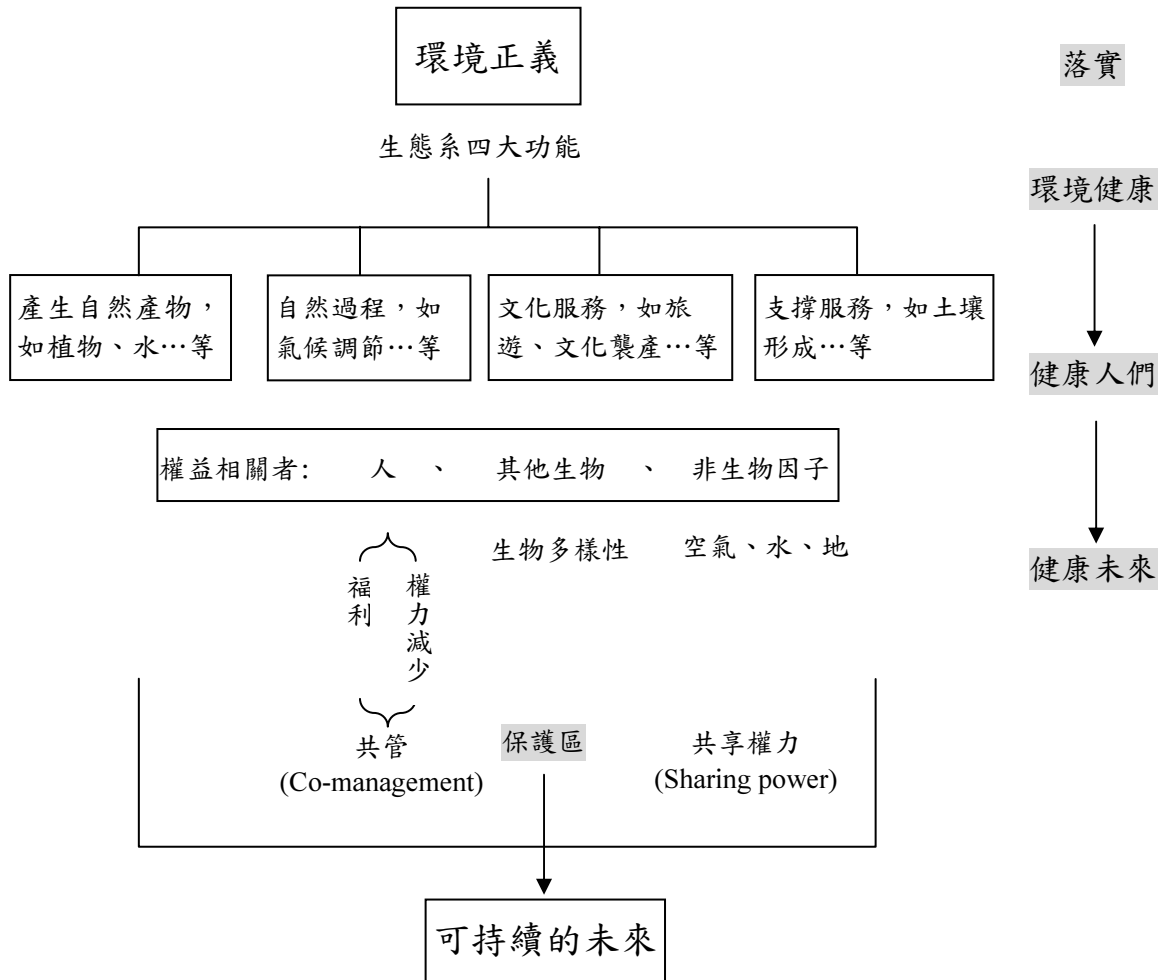 環境正義
落實
生態系四大功能
環境健康
產生自然產物，
如植物、水…等
自然過程，如
氣候調節…等
文化服務，如旅
遊、文化襲產…等
支撐服務，如土壤
形成…等
健康人們
權益相關者: 人 、 其他生物 、 非生物因子
生物多樣性 空氣、水、地
健康未來
福利
權力減少
共管
(Co-management)
保護區
共享權力
(Sharing power)
可持續的未來